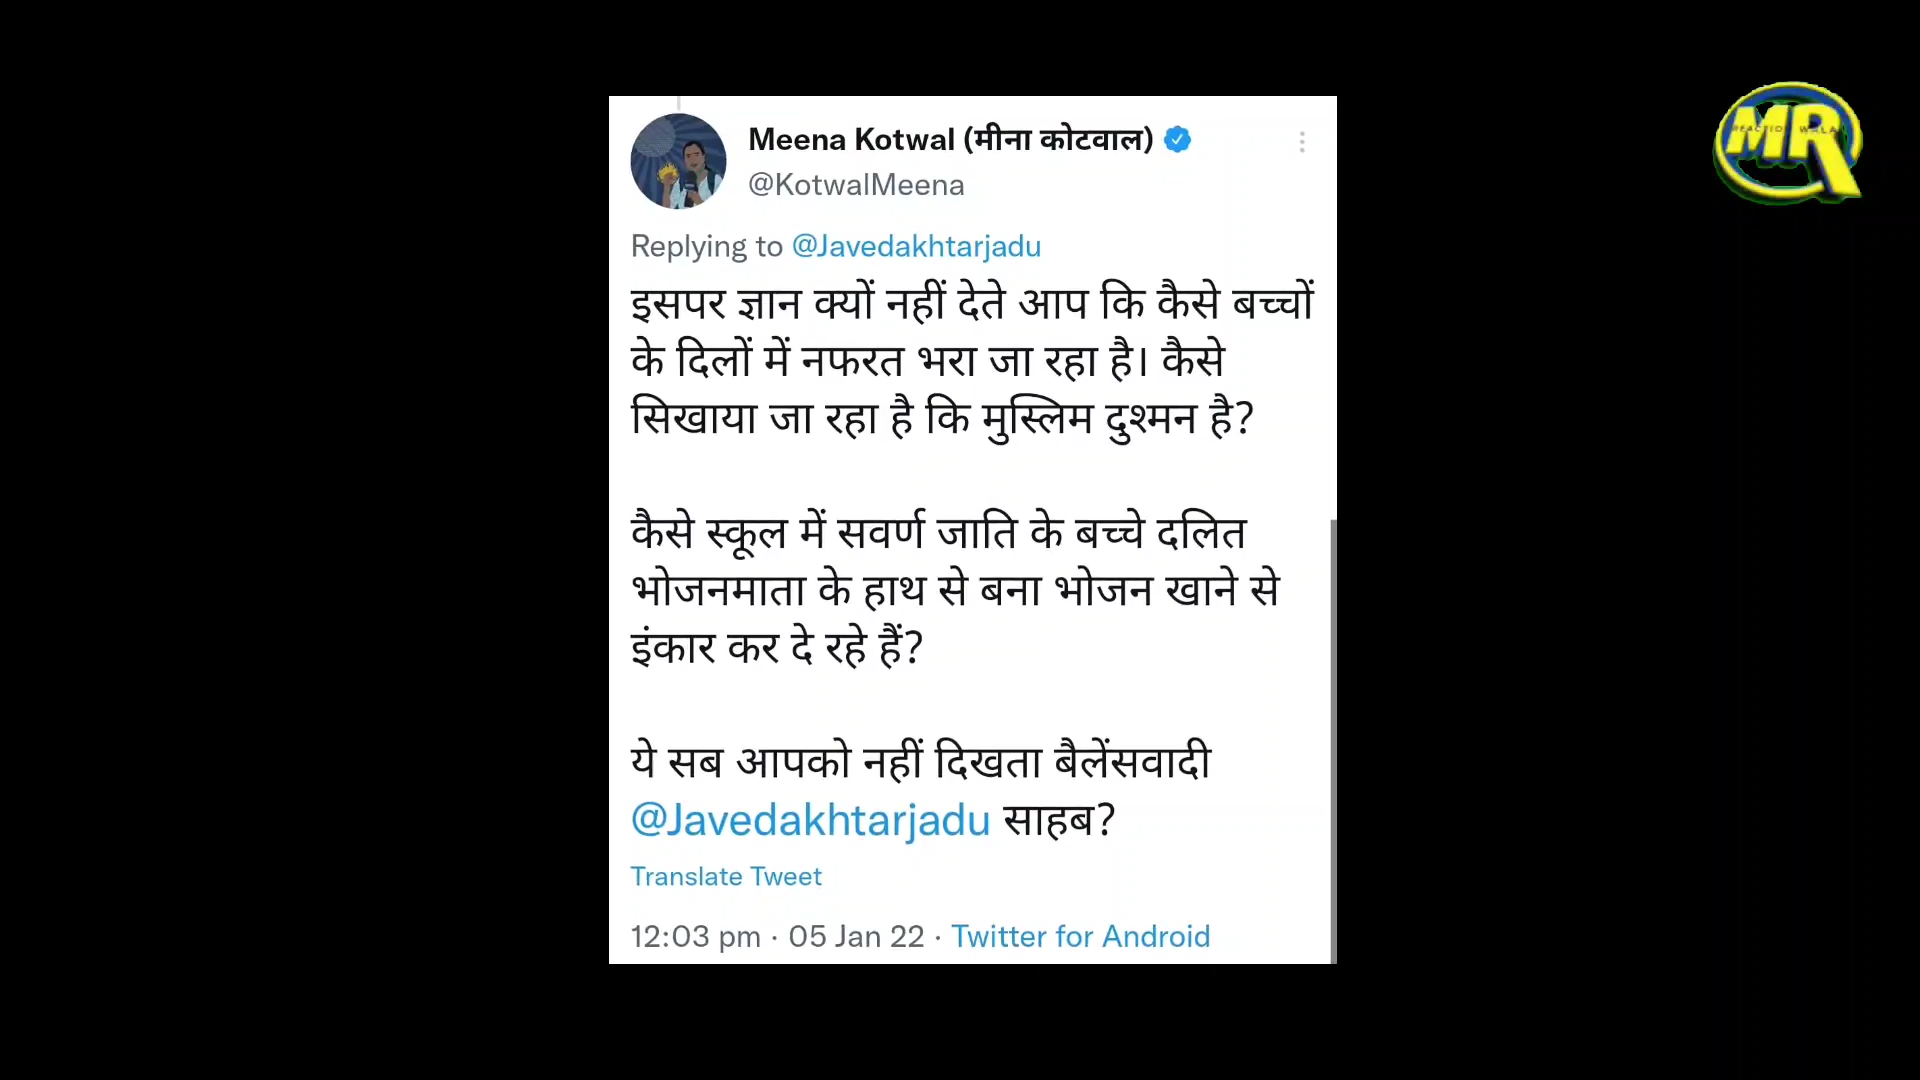 Meena Kotwal (मीना कोटवाल)
@KotwalMeena
Replying to @Javedakhtarjadu
इसपर ज्ञान क्यों नहीं देते आप कि कैसे बच्चों
के दिलों में नफरत भरा जा रहा है। कैसे
सिखाया जा रहा है कि मुस्लिम दुश्मन है?
कैसे स्कूल में सवर्ण जाति के बच्चे दलित
भोजनमाता के हाथ से बना भोजन खाने से
इंकार कर दे रहे हैं?
ये सब आपको नहीं दिखता बैलेंसवादी
@Javedakhtarjadu साहब?
Translate Tweet
12:03 pm · 05 Jan 22 · Twitter for Android
MR
REACTION WALA